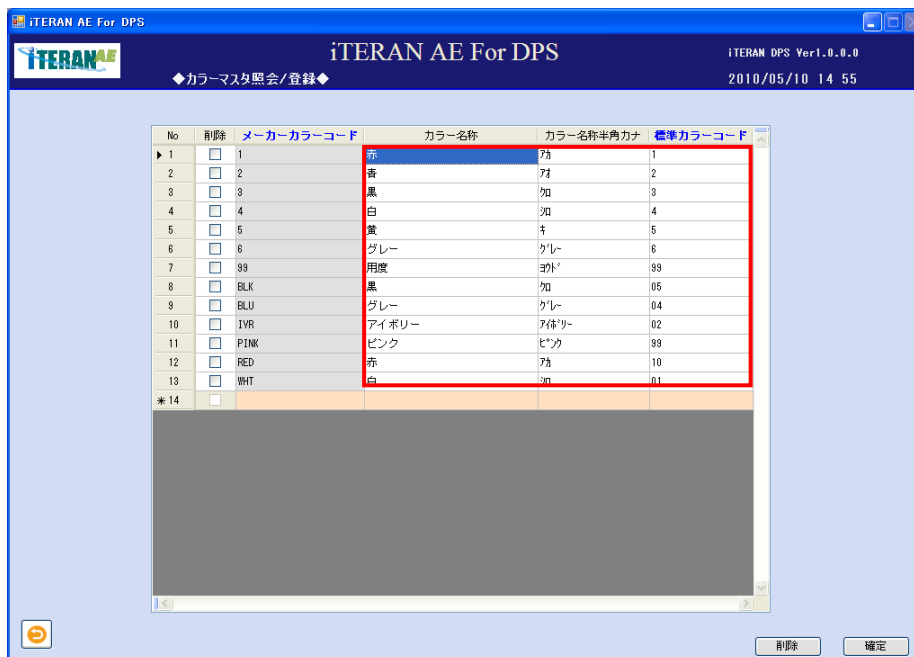 iTERAN AE For DPS
iTERAN AE
iTERAN AE For DPS
iTERAN DPS Ver1.0.0.0
◆カラーマスタ照会/登録◆
2010/05/10 14 55
No 削除 メーカーカラーコード カラー名称 カラー名称半角カナ 標準カラーコード
1 1 赤 ｱｶ 1
2 2 青 ｱｵ 2
3 3 黒 ｸﾛ 3
4 4 白 ｼﾛ 4
5 5 黄 ｷ 5
6 6 グレー ｸﾞﾚｰ 6
7 99 用度 ﾖｳﾄﾞ 99
8 BLK 黒 ｸﾛ 05
9 BLU グレー ｸﾞﾚｰ 04
10 IVR アイボリー ｱｲﾎﾞﾘｰ 02
11 PINK ピンク ﾋﾟﾝｸ 99
12 RED 赤 ｱｶ 10
13 WHT 白 ｼﾛ 01
* 14
削除 確定